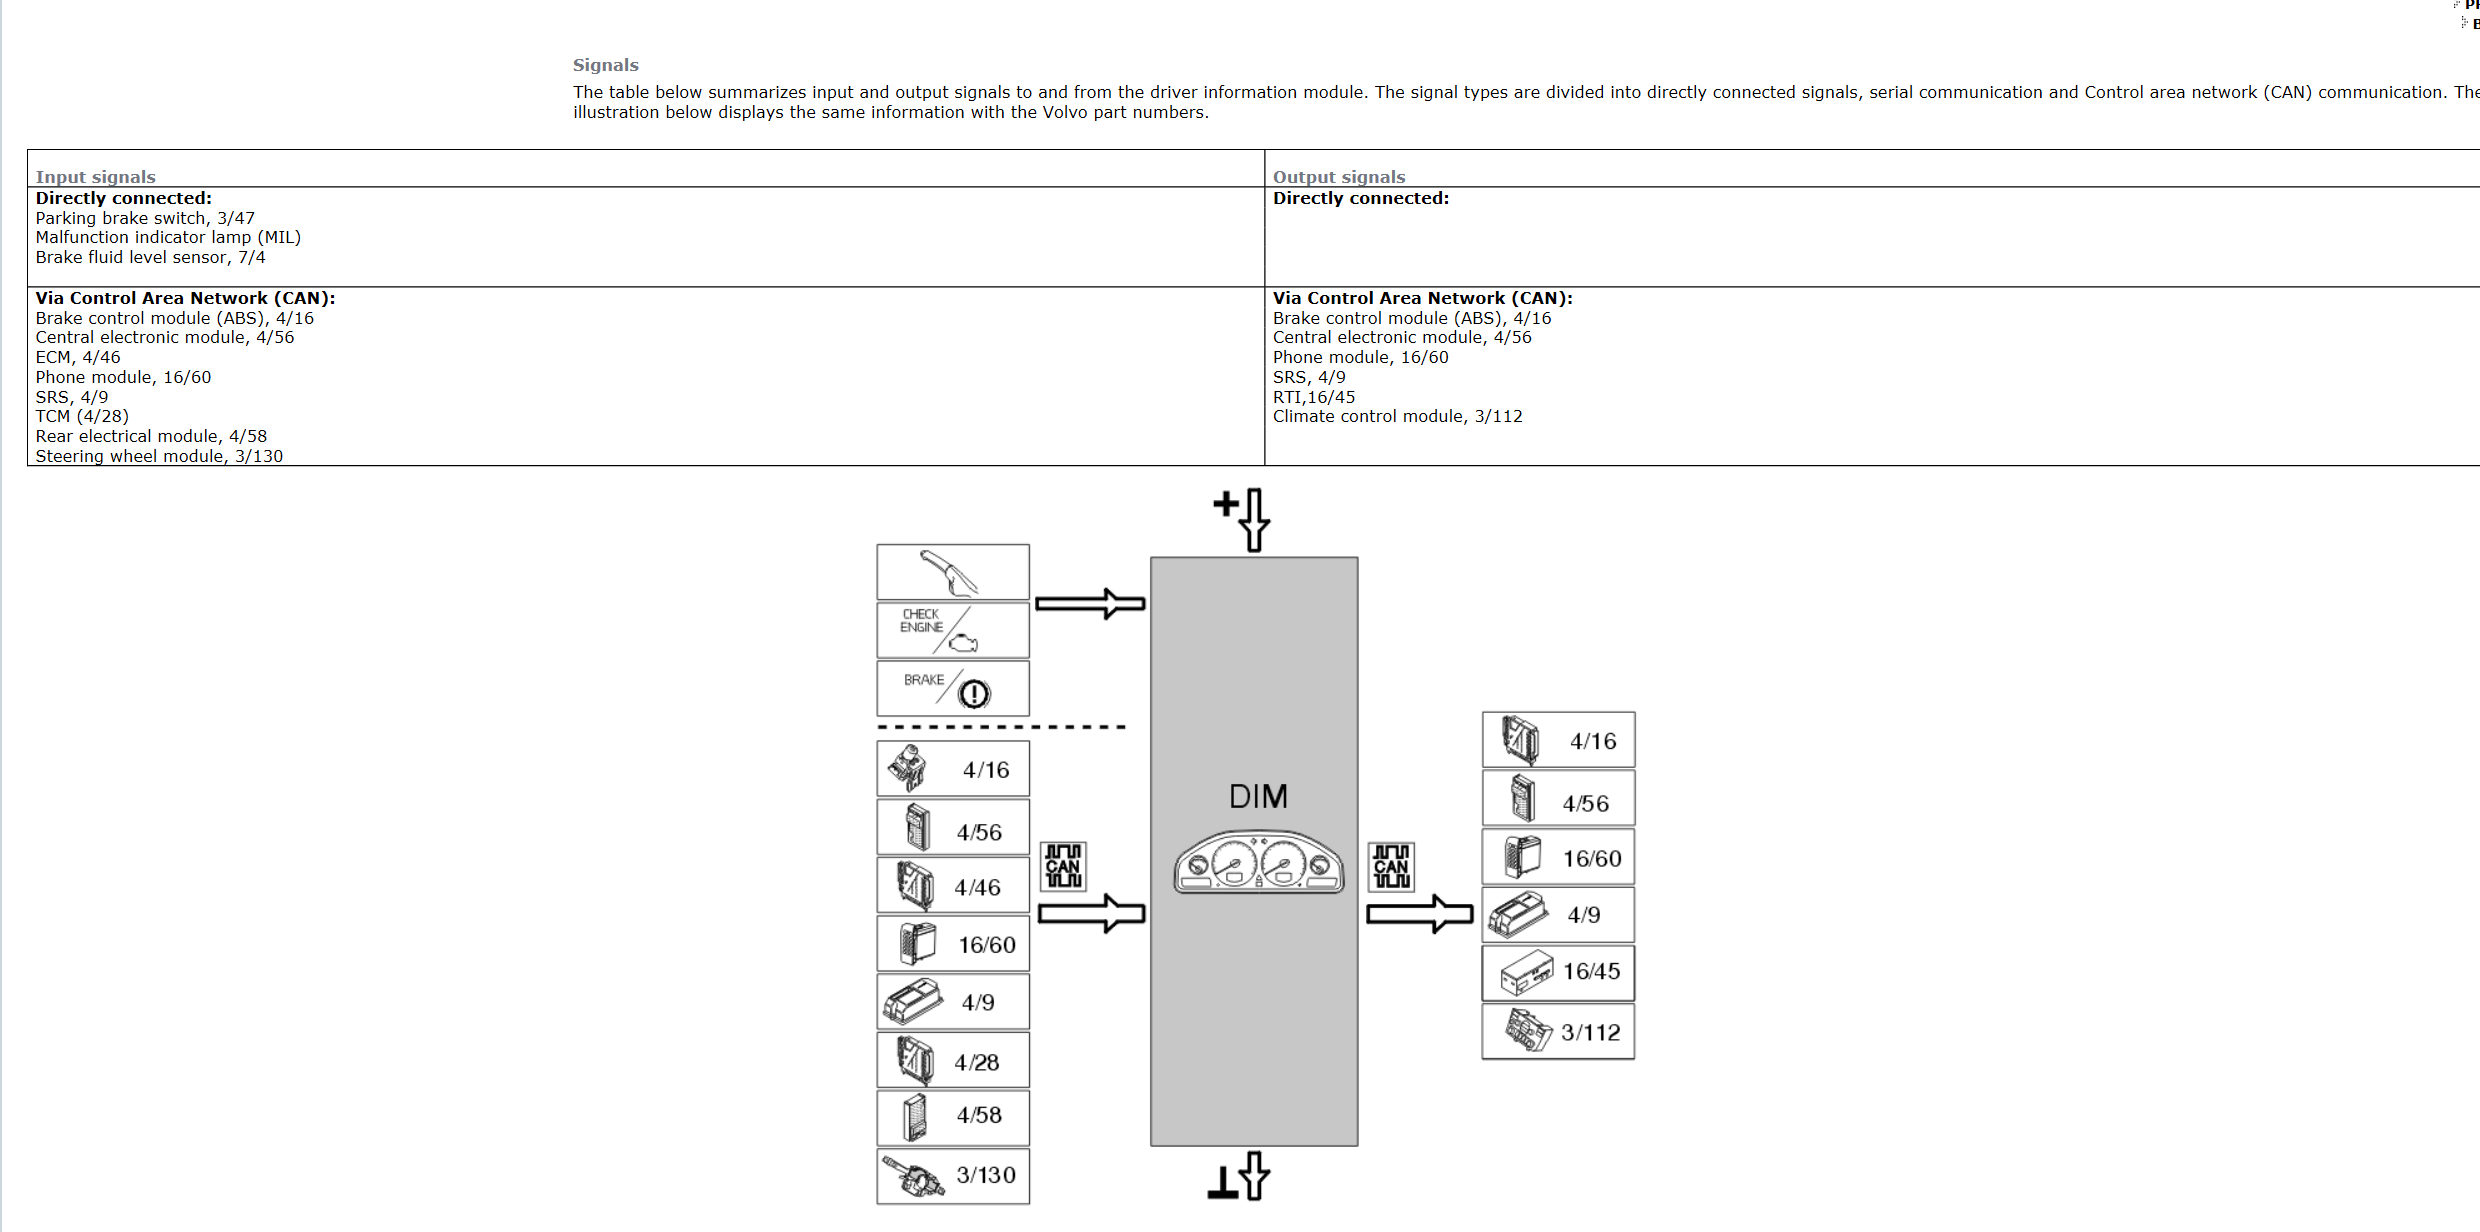 Signals
The table below summarizes input and output signals to and from the driver information module. The signal types are divided into directly connected signals, serial communication and Control area network (CAN) communication. The
illustration below displays the same information with the Volvo part numbers.
Input signals
Output signals
Directly connected:
Parking brake switch, 3/47
Malfunction indicator lamp (MIL)
Brake fluid level sensor, 7/4
Directly connected:
Via Control Area Network (CAN):
Brake control module (ABS), 4/16
Central electronic module, 4/56
ECM, 4/46
Phone module, 16/60
SRS, 4/9
TCM (4/28)
Rear electrical module, 4/58
Steering wheel module, 3/130
Via Control Area Network (CAN):
Brake control module (ABS), 4/16
Central electronic module, 4/56
Phone module, 16/60
SRS, 4/9
RTI,16/45
Climate control module, 3/112
+
CHECK
ENGINE
BRAKE
4/16
4/56
4/46
16/60
4/9
4/28
4/58
3/130
CAN
DIM
CAN
4/16
4/56
16/60
4/9
16/45
3/112